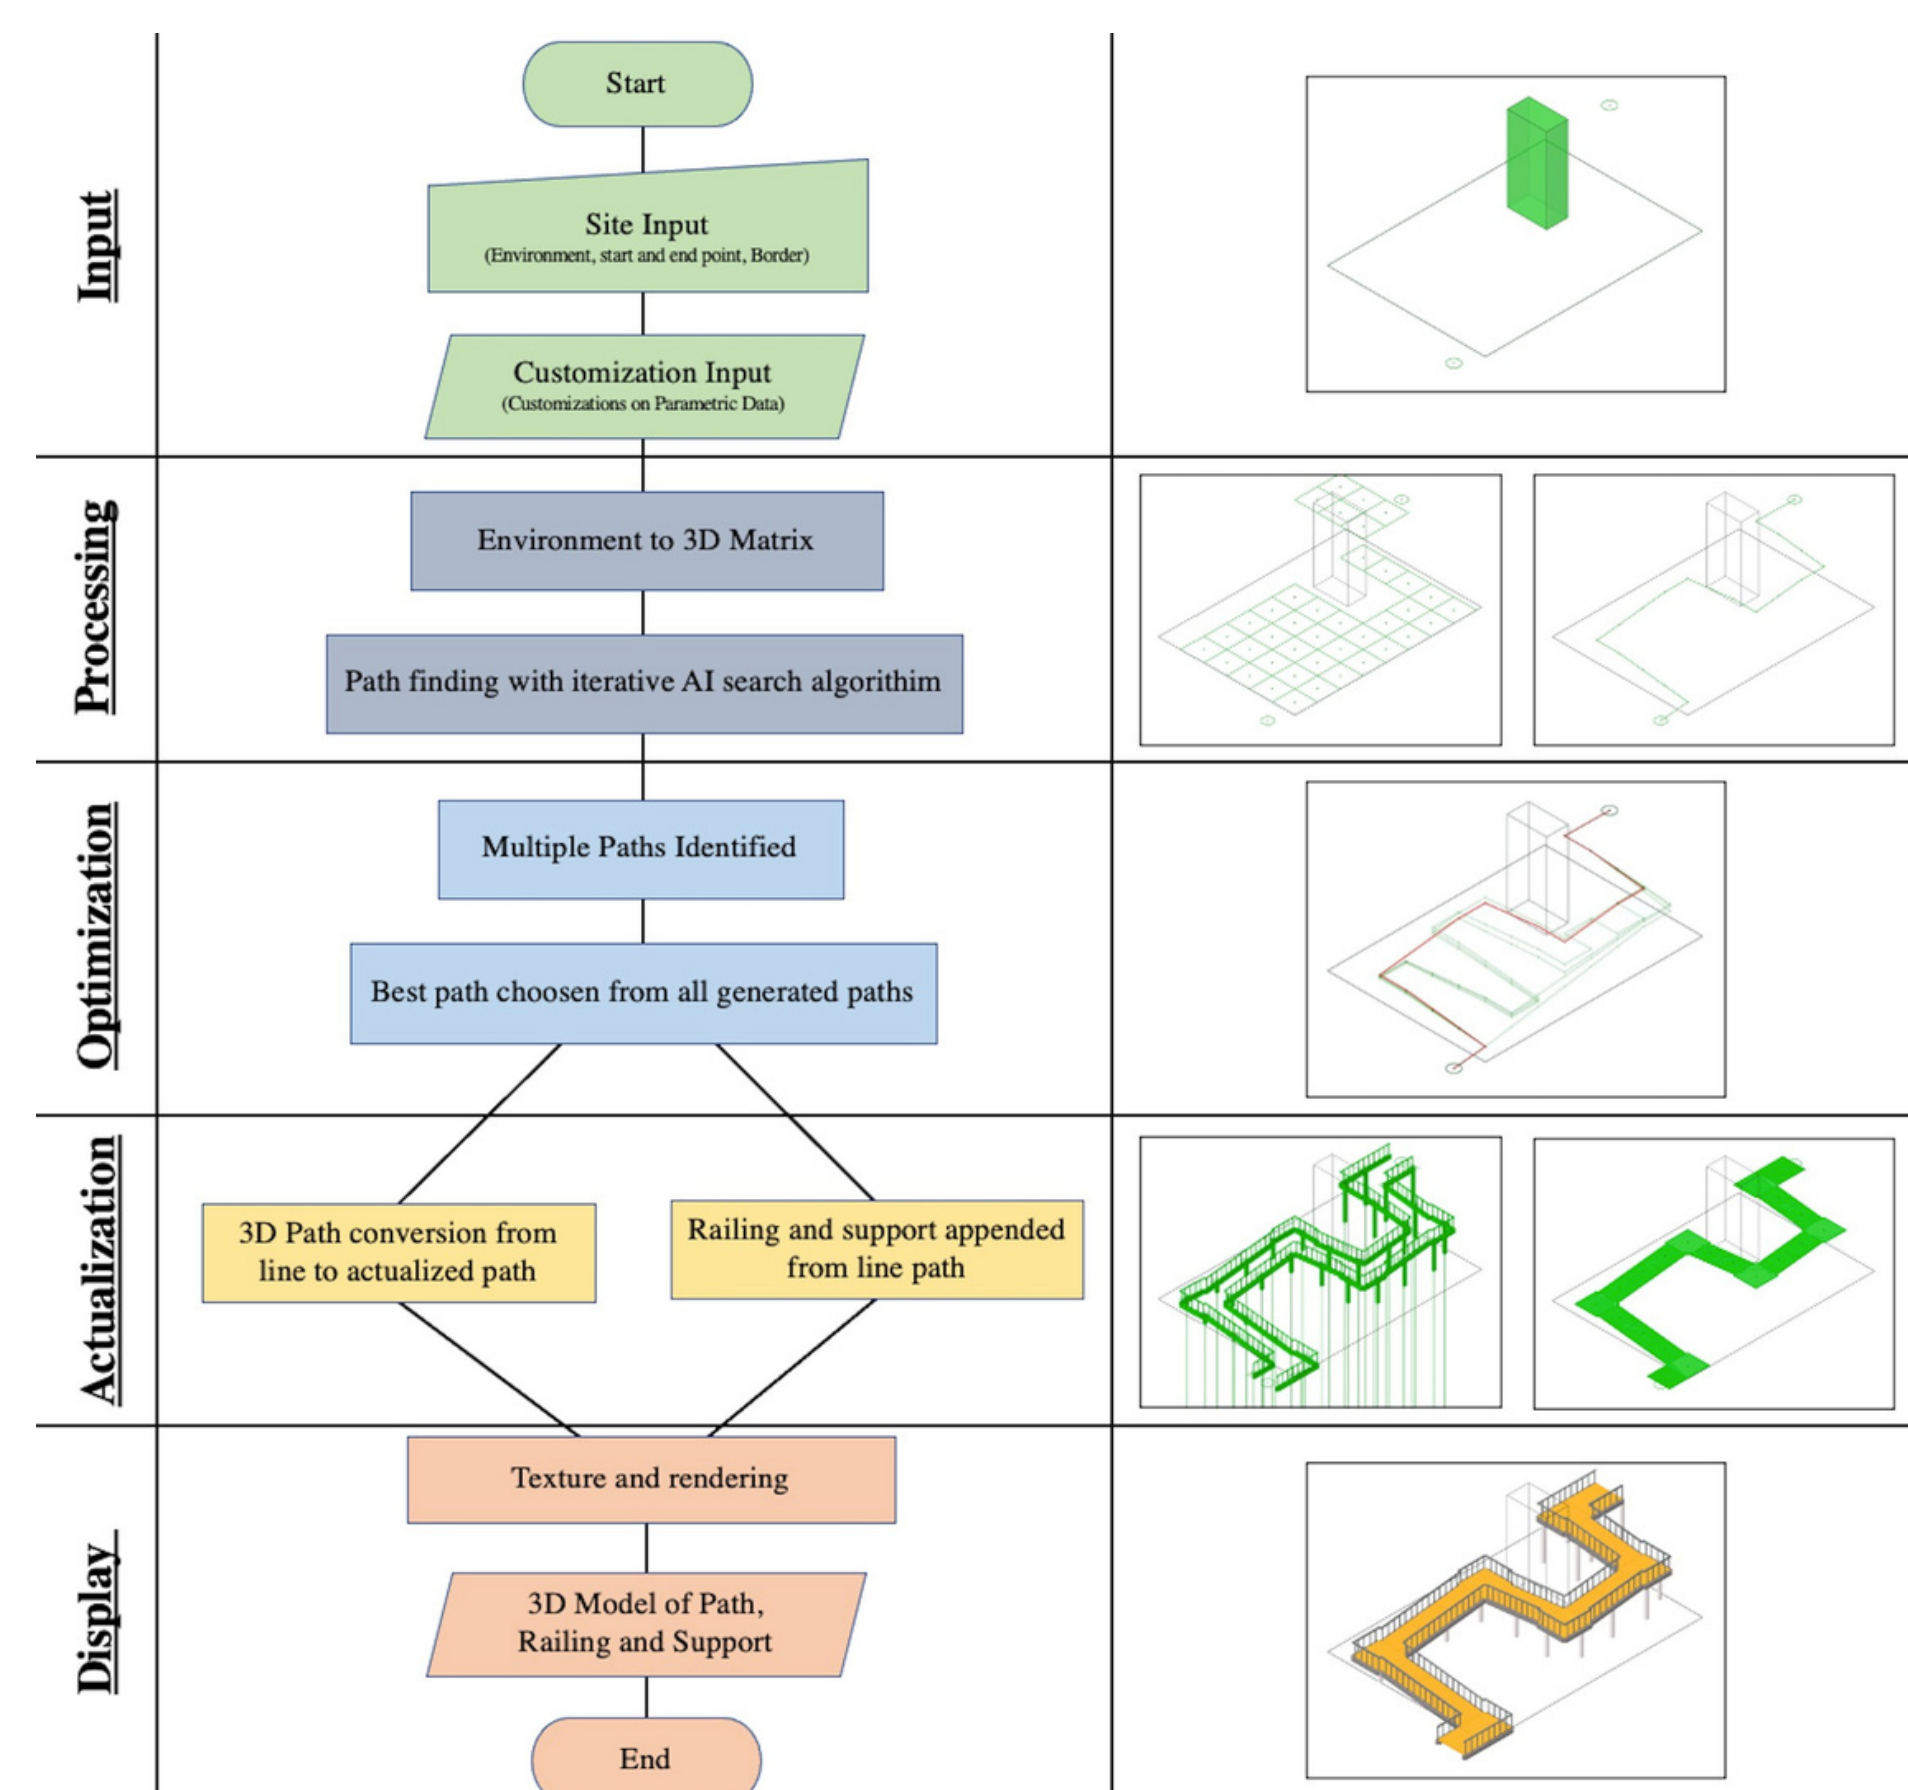 Input
Start
Site Input
(Environment, start and end point, Border)
Customization Input
(Customizations on Parametric Data)
Processing
Environment to 3D Matrix
Path finding with iterative AI search algorithim
Optimization
Multiple Paths Identified
Best path choosen from all generated paths
Actualization
3D Path conversion from
line to actualized path
Railing and support appended
from line path
Display
Texture and rendering
3D Model of Path,
Railing and Support
End